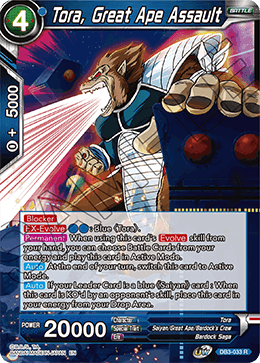 4
Tora, Great Ape Assault
BATTLE
0 + 5000
Blocker
EX-Evolve : Blue 〈Tora〉.
Permanent When using this card's Evolve skill from
your hand, you can choose Battle Cards from your
energy and play this card in Active Mode.
Auto At the end of your turn, switch this card to Active
Mode.
Auto If your Leader Card is a blue 《Saiyan》 card : When
this card is KO'd by an opponent's skill, place this card in
your energy from your Drop Area.
POWER 20000
Character Tora
Special Trait Saiyan/Great Ape/Bardock's Crew
Era Bardock Saga
DB3-033 R